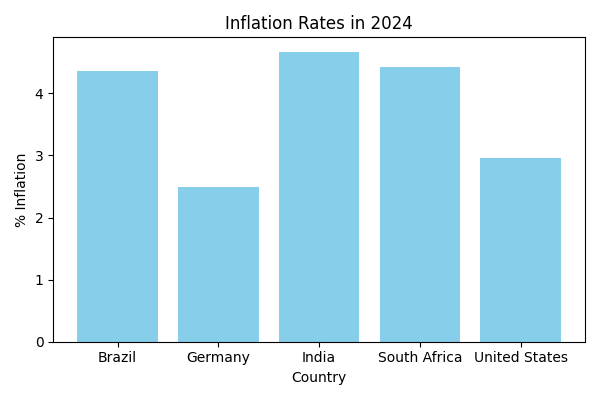 Inflation Rates in 2024
% Inflation
4
3
2
1
0
Brazil Germany India South Africa United States
Country